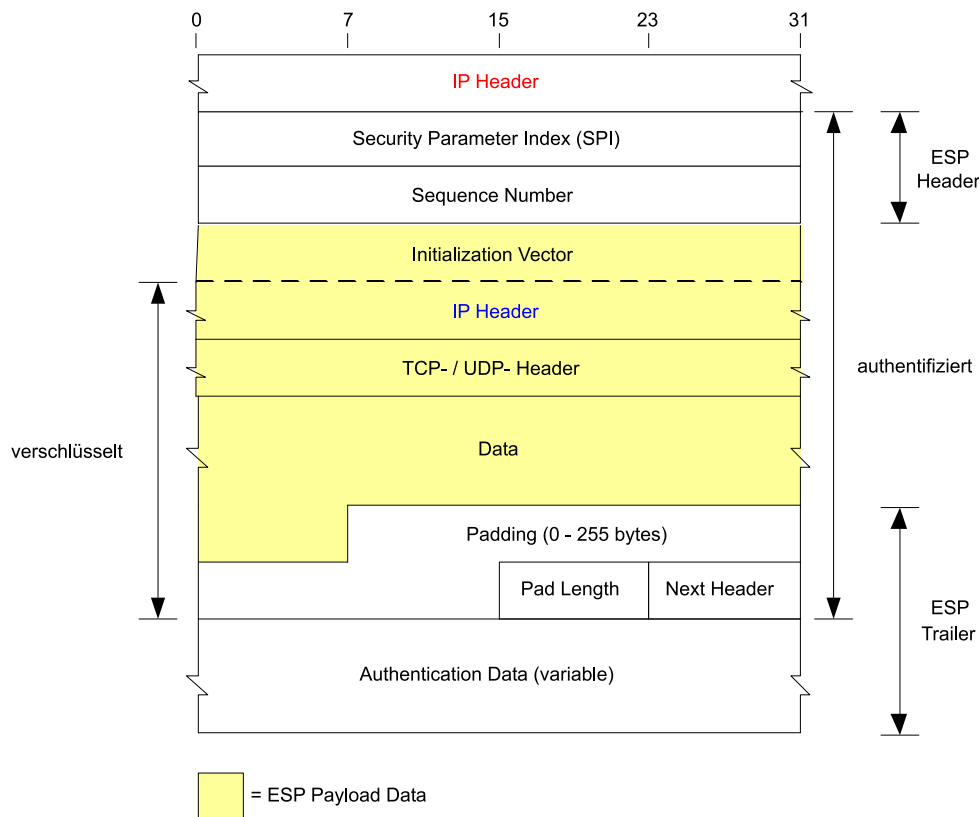 0 7 15 23 31
IP Header
Security Parameter Index (SPI)
ESP
Header
Sequence Number
Initialization Vector
IP Header
TCP- / UDP- Header
authentifiziert
verschlüsselt
Data
Padding (0 - 255 bytes)
Pad Length
Next Header
ESP
Trailer
Authentication Data (variable)
= ESP Payload Data